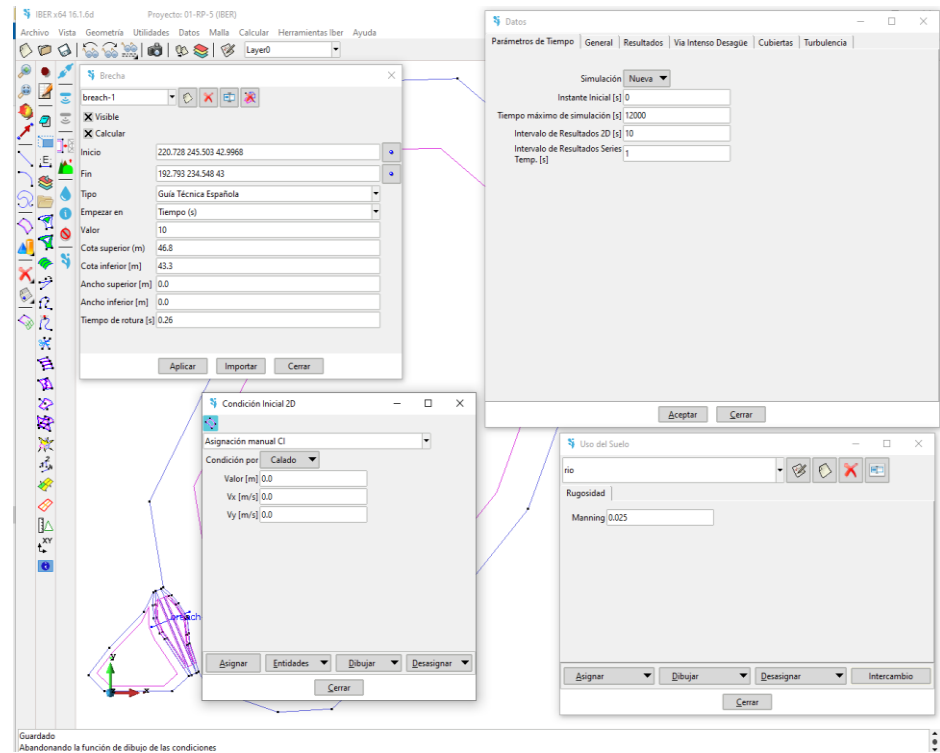 IBER x64 16.1.6d Proyecto: 01-RP-5 (IBER)
Archivo Vista Geometría Utilidades Datos Malla Calcular Herramientas Iber Ayuda
Layer0
Brecha
breach-1
Visible
Calcular
Inicio 220.728 245.503 42.9968
Fin 192.793 234.548 43
Tipo Guía Técnica Española
Empezar en Tiempo (s)
Valor 10
Cota superior (m) 46.8
Cota inferior [m] 43.3
Ancho superior [m] 0.0
Ancho inferior [m] 0.0
Tiempo de rotura [s] 0.26
Aplicar Importar Cerrar
Datos
Parámetros de Tiempo General Resultados Via Intenso Desagüe Cubiertas Turbulencia
Simulación Nueva
Instante Inicial [s] 0
Tiempo máximo de simulación [s] 12000
Intervalo de Resultados 2D [s] 10
Intervalo de Resultados Series
Temp. [s] 1
Aceptar Cerrar
Condición Inicial 2D
Asignación manual CI
Condición por Calado
Valor [m] 0.0
Vx [m/s] 0.0
Vy [m/s] 0.0
Asignar Entidades Dibujar Desasignar
Cerrar
Uso del Suelo
rio
Rugosidad
Manning 0.025
Asignar Dibujar Desasignar Intercambio
Cerrar
breach
y
x
Guardado
Abandonando la función de dibujo de las condiciones